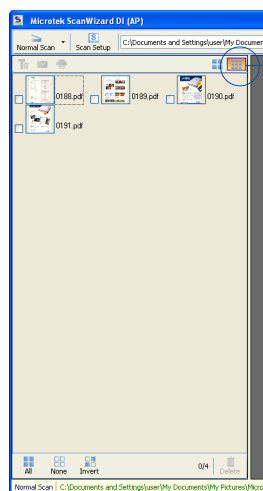 Microtek ScanWizard DI (AP)
Normal Scan Scan Setup C:\Documents and Settings\user\My Documen
0188.pdf 0189.pdf 0190.pdf
0191.pdf
All None Invert 0/4 Delete
Normal Scan C:\Documents and Settings\user\My Documents\My Pictures\Micro